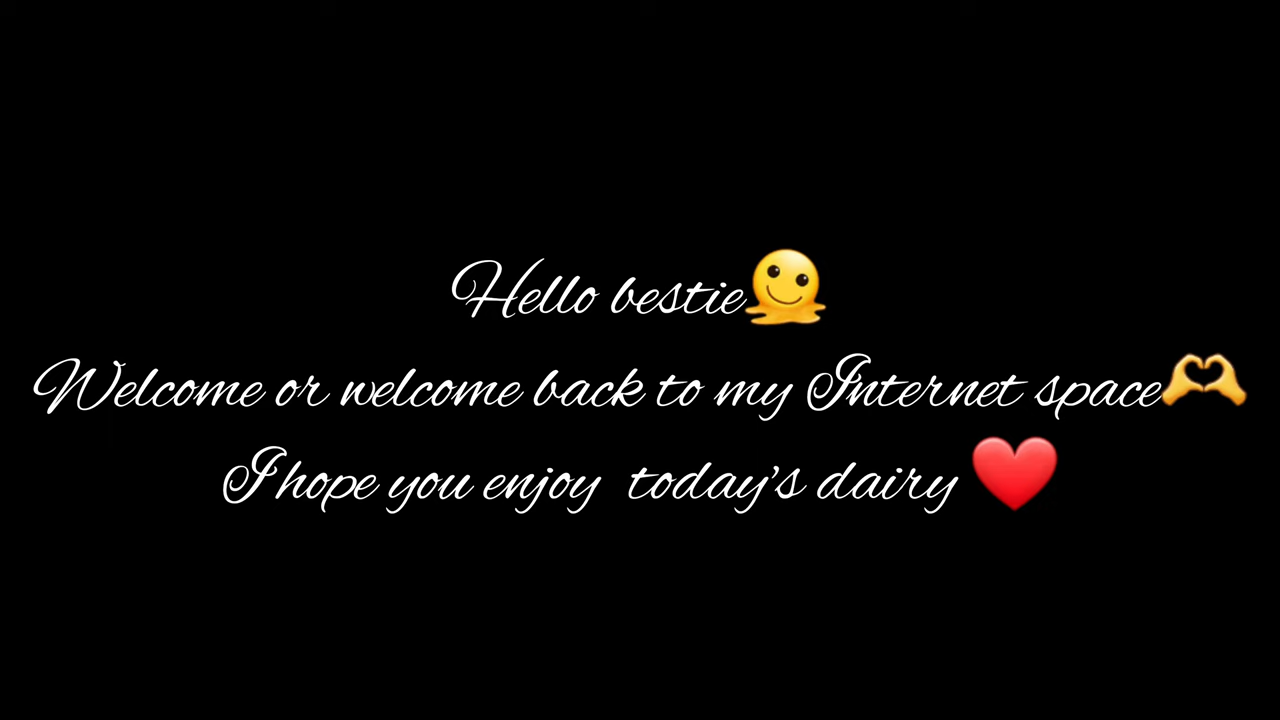 Hello bestie🫠
Welcome or welcome back to my Internet space🫶
I hope you enjoy today's dairy ❤️